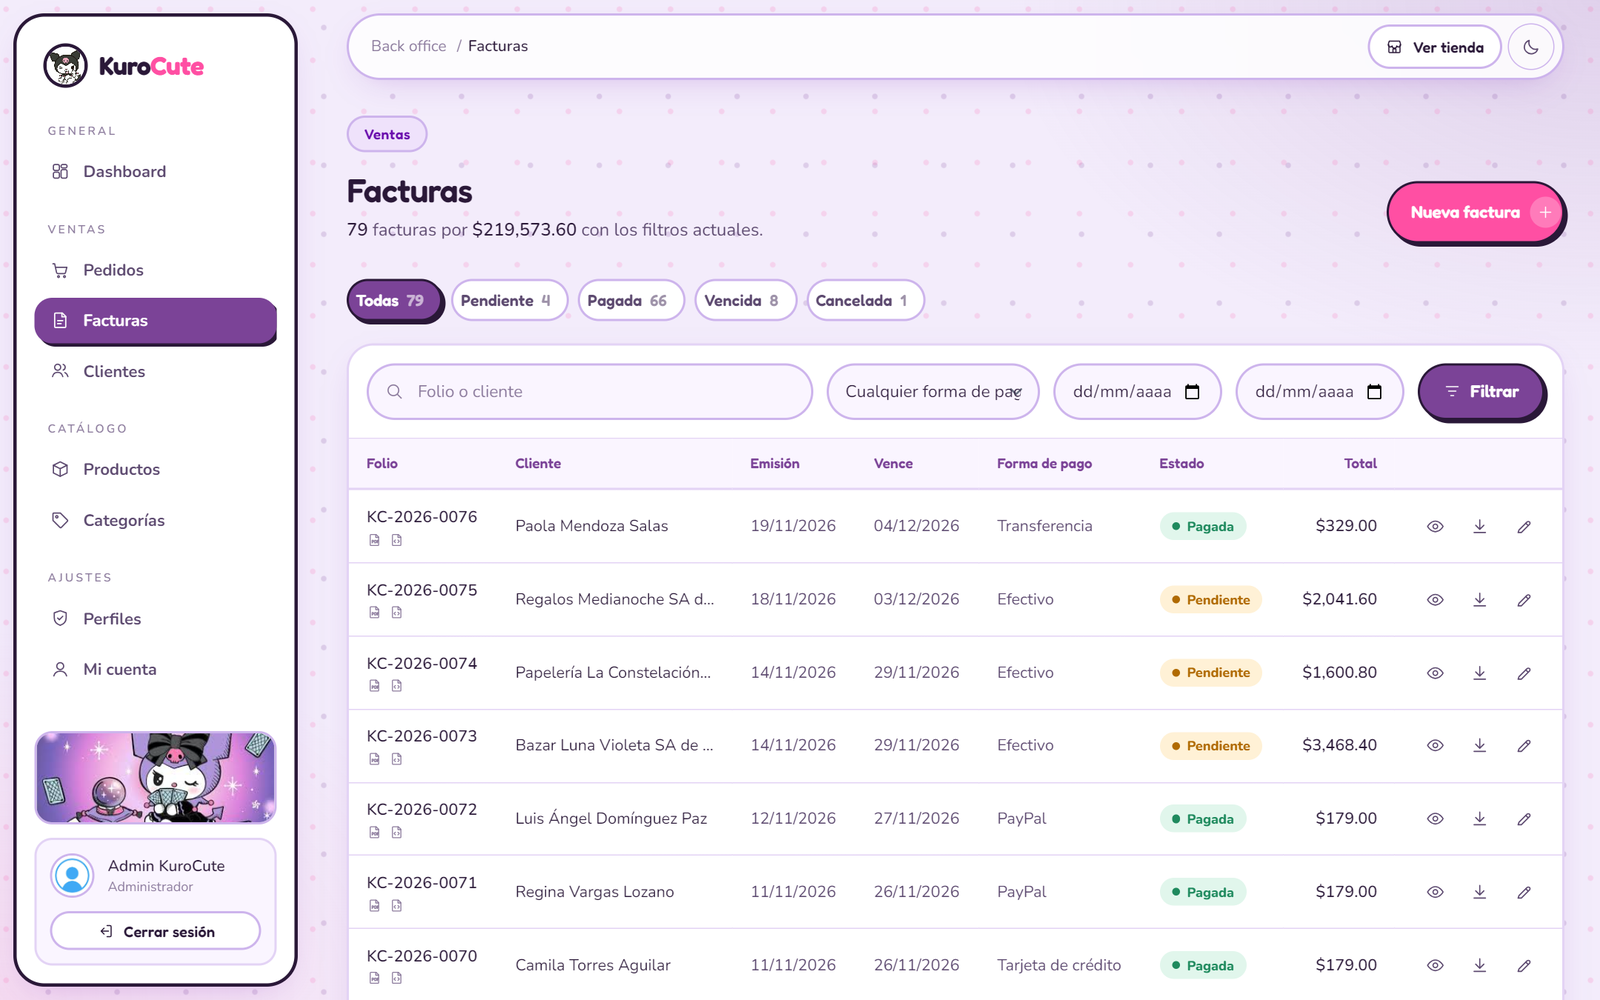 KuroCute
GENERAL
Dashboard
VENTAS
Pedidos
Facturas
Clientes
CATÁLOGO
Productos
Categorías
AJUSTES
Perfiles
Mi cuenta
Admin KuroCute
Administrador
Cerrar sesión
Back office / Facturas
Ver tienda
Ventas
Facturas
79 facturas por $219,573.60 con los filtros actuales.
Nueva factura
Todas 79 Pendiente 4 Pagada 66 Vencida 8 Cancelada 1
Folio o cliente Cualquier forma de pag dd/mm/aaaa dd/mm/aaaa Filtrar
Folio Cliente Emisión Vence Forma de pago Estado Total
KC-2026-0076 Paola Mendoza Salas 19/11/2026 04/12/2026 Transferencia Pagada $329.00
KC-2026-0075 Regalos Medianoche SA d... 18/11/2026 03/12/2026 Efectivo Pendiente $2,041.60
KC-2026-0074 Papelería La Constelación... 14/11/2026 29/11/2026 Efectivo Pendiente $1,600.80
KC-2026-0073 Bazar Luna Violeta SA de ... 14/11/2026 29/11/2026 Efectivo Pendiente $3,468.40
KC-2026-0072 Luis Ángel Domínguez Paz 12/11/2026 27/11/2026 PayPal Pagada $179.00
KC-2026-0071 Regina Vargas Lozano 11/11/2026 26/11/2026 PayPal Pagada $179.00
KC-2026-0070 Camila Torres Aguilar 11/11/2026 26/11/2026 Tarjeta de crédito Pagada $179.00